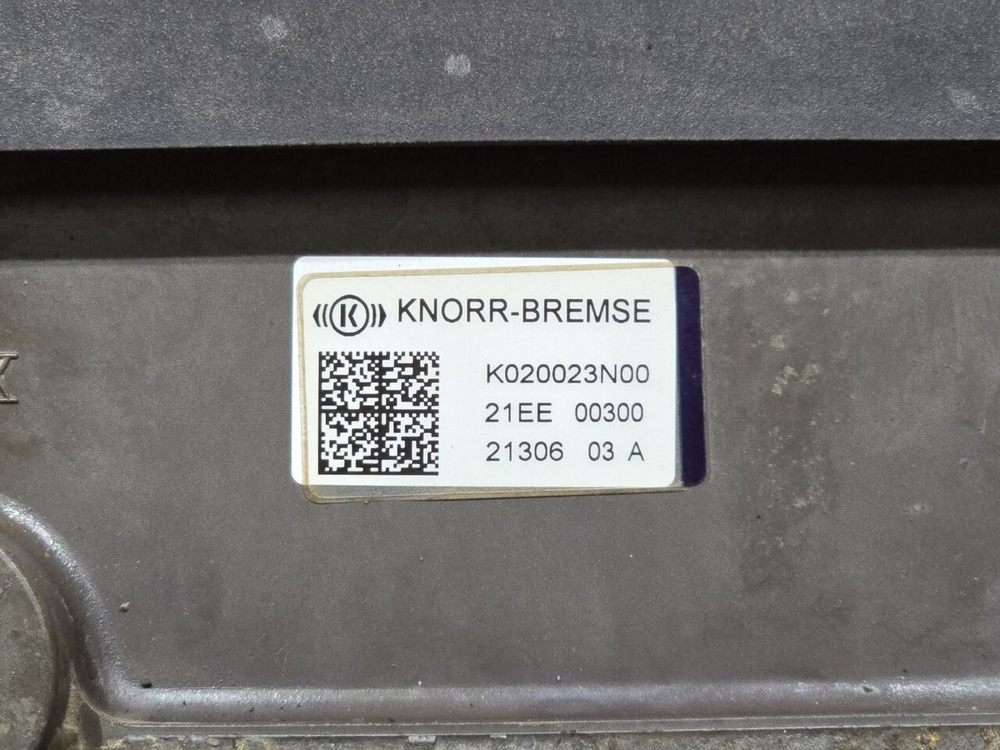 K KNORR-BREMSE
K020023N00
21EE 00300
21306 03 A